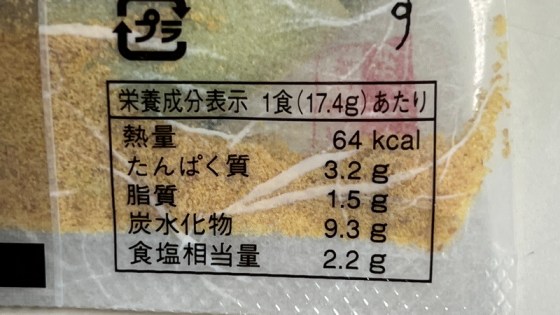 プラ
9
栄養成分表示 1食(17.4g)あたり
熱量 64 kcal
たんぱく質 3.2 g
脂質 1.5 g
炭水化物 9.3 g
食塩相当量 2.2 g